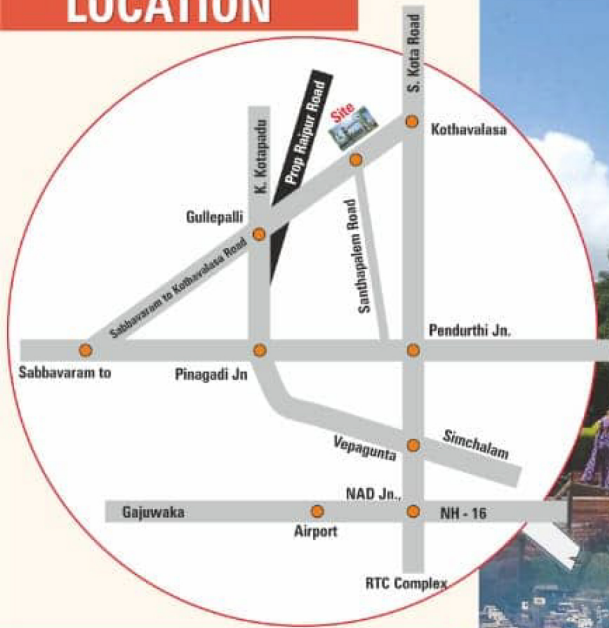 LOCATION
S. Kota Road
Prop Raipur Road
Site
K. Kotapadu
Kothavalasa
Gullepalli
Santhapalem Road
Sabbavaram to Kothavalasa Road
Pendurthi Jn.
Sabbavaram to
Pinagadi Jn
Vepagunta
Simchalam
NAD Jn.,
Gajuwaka
NH - 16
Airport
RTC Complex